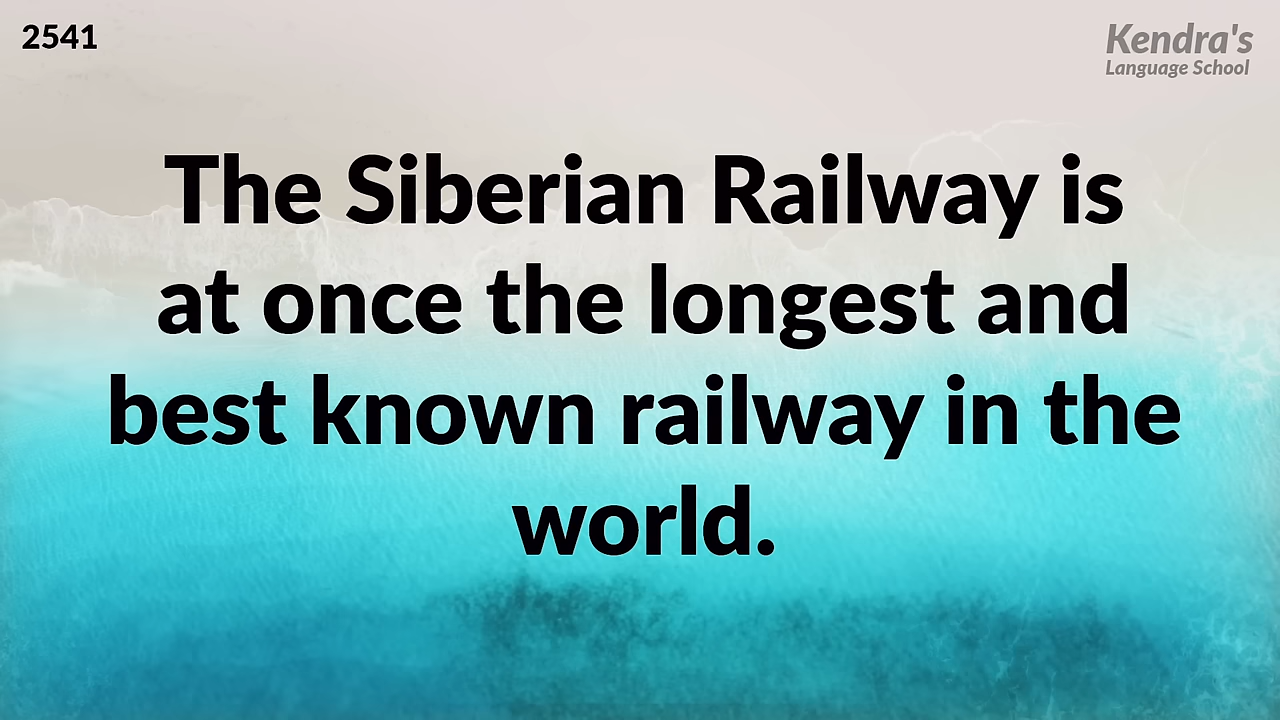 2541
Kendra's
Language School
The Siberian Railway is
at once the longest and
best known railway in the
world.